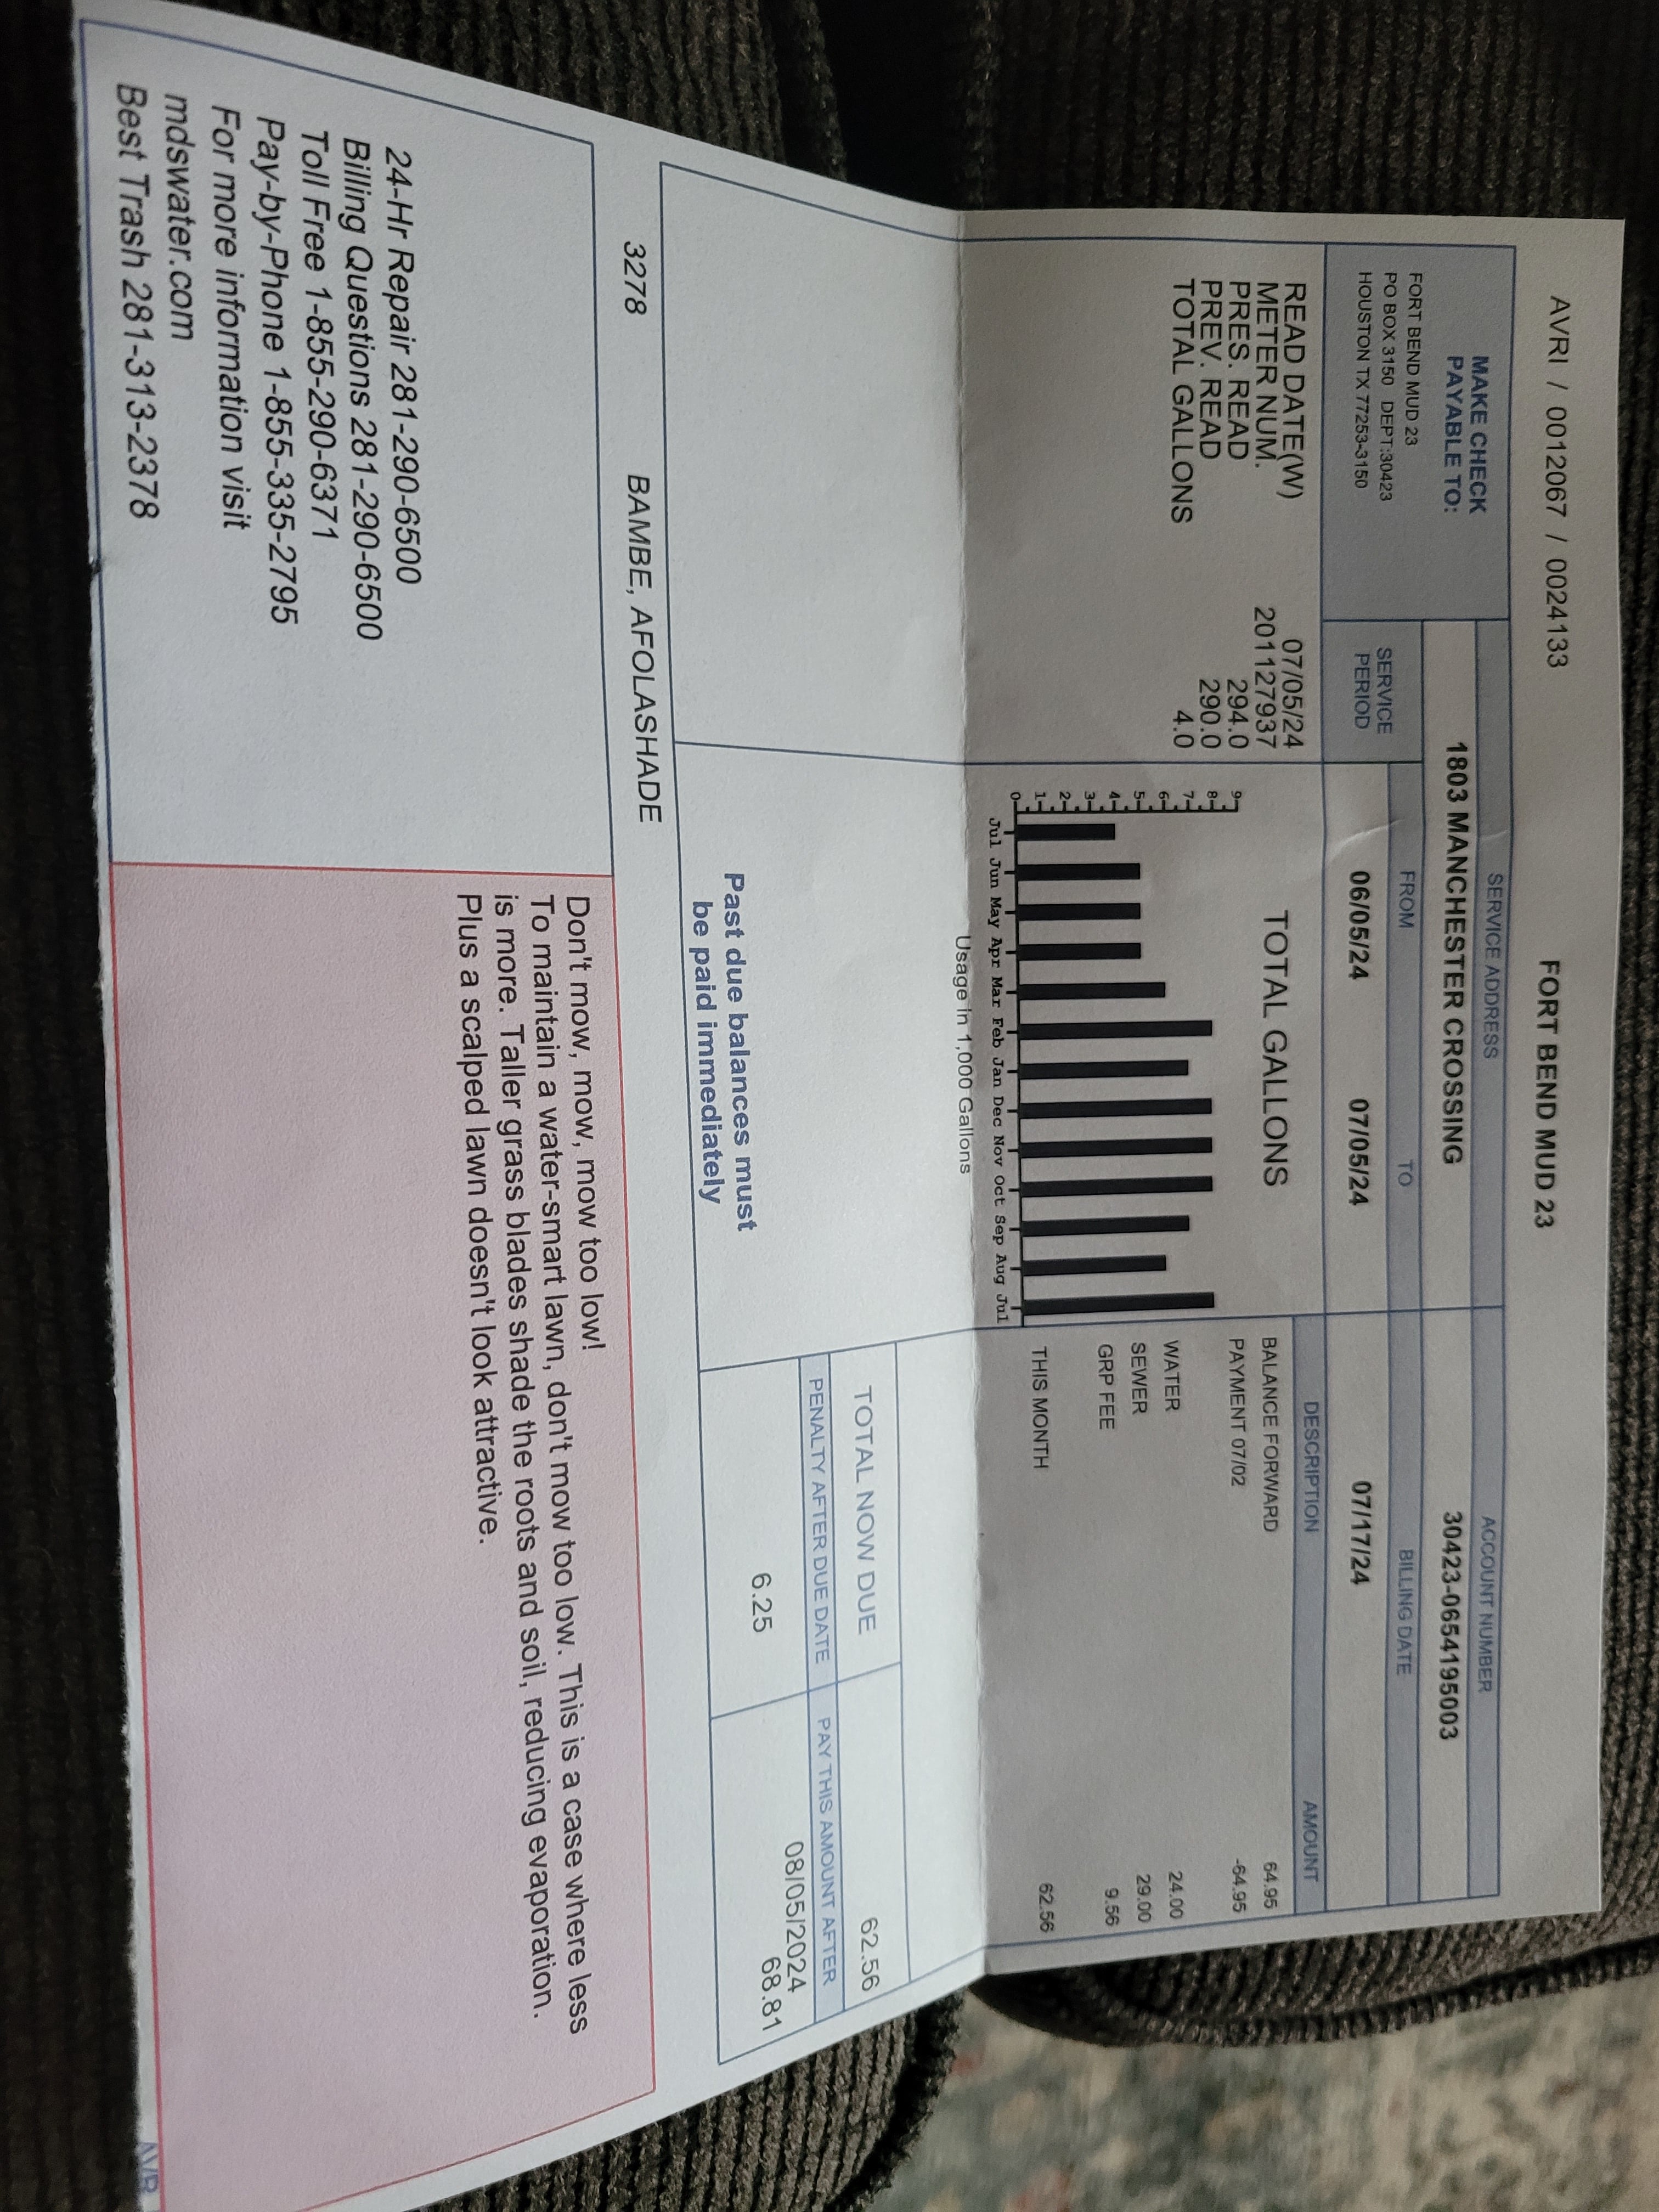 AVRI / 0012067 / 0024133
FORT BEND MUD 23
MAKE CHECK
PAYABLE TO:
FORT BEND MUD 23
PO BOX 3150 DEPT:30423
HOUSTON TX 77253-3150
SERVICE ADDRESS
ACCOUNT NUMBER
1803 MANCHESTER CROSSING
30423-0654195003
SERVICE
PERIOD
FROM
TO
BILLING DATE
06/05/24
07/05/24
07/17/24
READ DATE(W) 07/05/24
METER NUM. 201127937
PRES. READ 294.0
PREV. READ 290.0
TOTAL GALLONS 4.0
TOTAL GALLONS
9
8
7
6
5
4
3
2
1
0
Jul Jun May Apr Mar Feb Jan Dec Nov Oct Sep Aug Jul
Usage in 1,000 Gallons
DESCRIPTION AMOUNT
BALANCE FORWARD 64.95
PAYMENT 07/02 -64.95
WATER 24.00
SEWER 29.00
GRP FEE 9.56
THIS MONTH 62.56
TOTAL NOW DUE 62.56
PENALTY AFTER DUE DATE
PAY THIS AMOUNT AFTER
08/05/2024
6.25
68.81
Past due balances must
be paid immediately
3278 BAMBE, AFOLASHADE
24-Hr Repair 281-290-6500
Billing Questions 281-290-6500
Toll Free 1-855-290-6371
Pay-by-Phone 1-855-335-2795
For more information visit
mdswater.com
Best Trash 281-313-2378
Don't mow, mow, mow too low!
To maintain a water-smart lawn, don't mow too low. This is a case where less
is more. Taller grass blades shade the roots and soil, reducing evaporation.
Plus a scalped lawn doesn't look attractive.